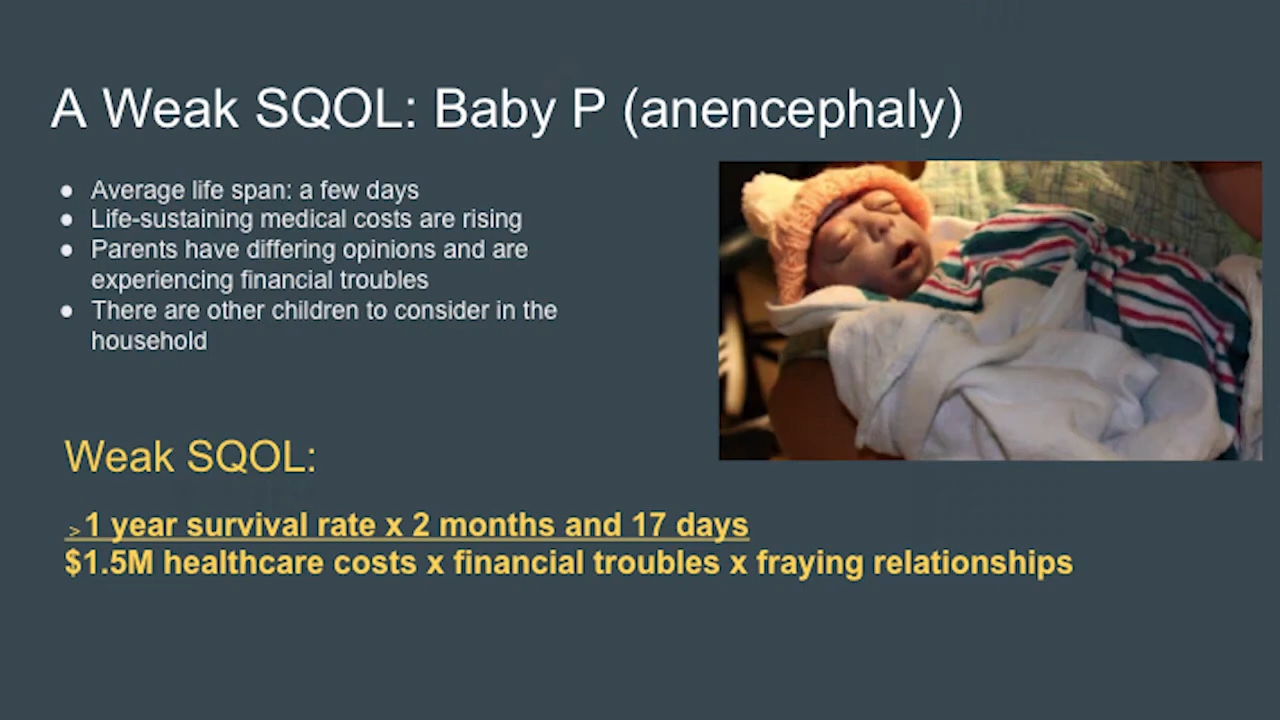 A Weak SQOL: Baby P (anencephaly)
● Average life span: a few days
● Life-sustaining medical costs are rising
● Parents have differing opinions and are
experiencing financial troubles
● There are other children to consider in the
household
Weak SQOL:
>1 year survival rate x 2 months and 17 days
$1.5M healthcare costs x financial troubles x fraying relationships